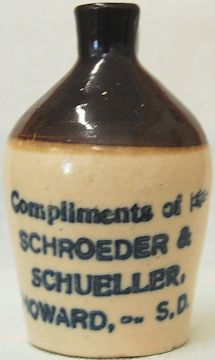 Compliments of ☞
SCHROEDER &
SCHUELLER.
HOWARD, ~ S.D.